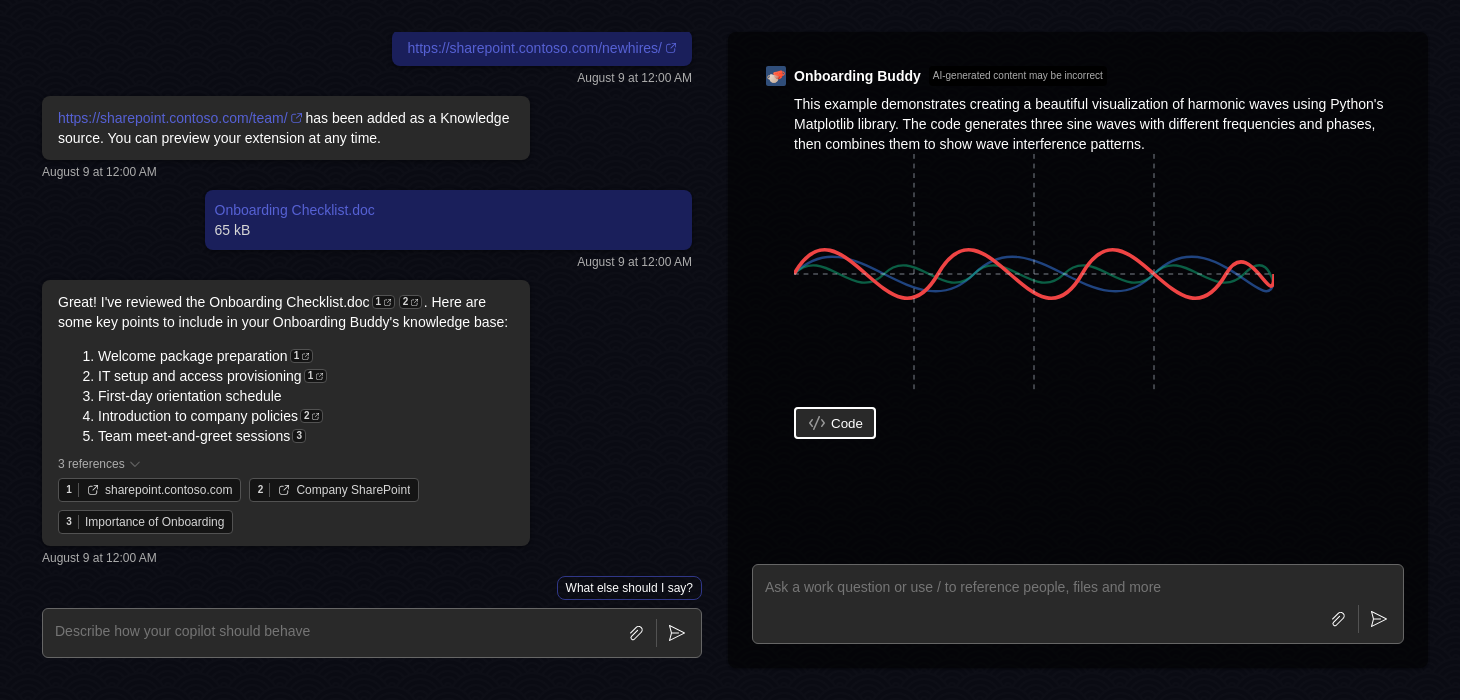 https://sharepoint.contoso.com/newhires/
August 9 at 12:00 AM
https://sharepoint.contoso.com/team/ has been added as a Knowledge
source. You can preview your extension at any time.
August 9 at 12:00 AM
Onboarding Checklist.doc
65 kB
August 9 at 12:00 AM
Great! I've reviewed the Onboarding Checklist.doc 1 2 . Here are
some key points to include in your Onboarding Buddy's knowledge base:
1. Welcome package preparation 1
2. IT setup and access provisioning 1
3. First-day orientation schedule
4. Introduction to company policies 2
5. Team meet-and-greet sessions 3
3 references
1 sharepoint.contoso.com 2 Company SharePoint
3 Importance of Onboarding
August 9 at 12:00 AM
What else should I say?
Describe how your copilot should behave
Onboarding Buddy AI-generated content may be incorrect
This example demonstrates creating a beautiful visualization of harmonic waves using Python's
Matplotlib library. The code generates three sine waves with different frequencies and phases,
then combines them to show wave interference patterns.
Code
Ask a work question or use / to reference people, files and more